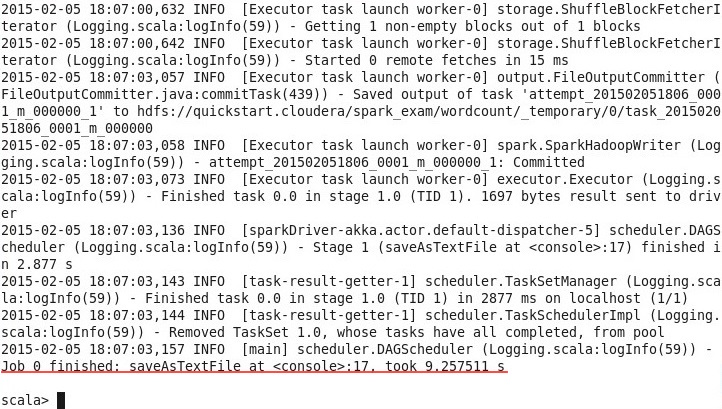 2015-02-05 18:07:00,632 INFO  [Executor task launch worker-0] storage.ShuffleBlockFetcherI
terator (Logging.scala:logInfo(59)) - Getting 1 non-empty blocks out of 1 blocks
2015-02-05 18:07:00,642 INFO  [Executor task launch worker-0] storage.ShuffleBlockFetcherI
terator (Logging.scala:logInfo(59)) - Started 0 remote fetches in 15 ms
2015-02-05 18:07:03,057 INFO  [Executor task launch worker-0] output.FileOutputCommitter (
FileOutputCommitter.java:commitTask(439)) - Saved output of task 'attempt_201502051806_000
1_m_000000_1' to hdfs://quickstart.cloudera/spark_exam/wordcount/_temporary/0/task_2015020
51806_0001_m_000000
2015-02-05 18:07:03,058 INFO  [Executor task launch worker-0] spark.SparkHadoopWriter (Log
ging.scala:logInfo(59)) - attempt_201502051806_0001_m_000000_1: Committed
2015-02-05 18:07:03,073 INFO  [Executor task launch worker-0] executor.Executor (Logging.s
cala:logInfo(59)) - Finished task 0.0 in stage 1.0 (TID 1). 1697 bytes result sent to driv
er
2015-02-05 18:07:03,136 INFO  [sparkDriver-akka.actor.default-dispatcher-5] scheduler.DAGS
cheduler (Logging.scala:logInfo(59)) - Stage 1 (saveAsTextFile at <console>:17) finished i
n 2.877 s
2015-02-05 18:07:03,143 INFO  [task-result-getter-1] scheduler.TaskSetManager (Logging.sca
la:logInfo(59)) - Finished task 0.0 in stage 1.0 (TID 1) in 2877 ms on localhost (1/1)
2015-02-05 18:07:03,144 INFO  [task-result-getter-1] scheduler.TaskSchedulerImpl (Logging.
scala:logInfo(59)) - Removed TaskSet 1.0, whose tasks have all completed, from pool
2015-02-05 18:07:03,157 INFO  [main] scheduler.DAGScheduler (Logging.scala:logInfo(59)) -
Job 0 finished: saveAsTextFile at <console>:17, took 9.257511 s
scala>